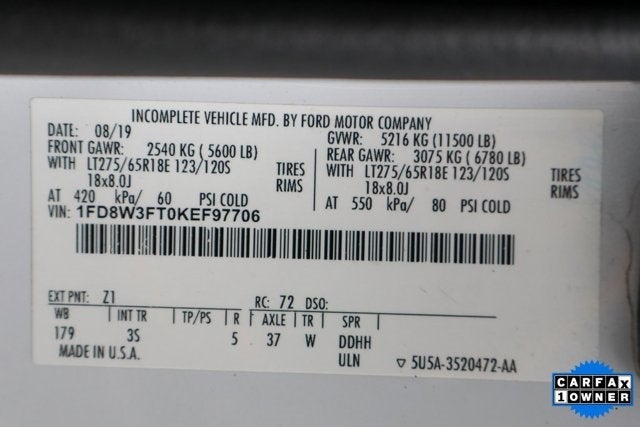 INCOMPLETE VEHICLE MFD. BY FORD MOTOR COMPANY
DATE: 08/19 GVWR: 5216 KG (11500 LB)
FRONT GAWR: 2540 KG (5600 LB) REAR GAWR: 3075 KG (6780 LB)
WITH LT275/65R18E 123/120S TIRES WITH LT275/65R18E 123/120S TIRES
18x8.0J RIMS 18x8.0J RIMS
AT 420 kPa/ 60 PSI COLD AT 550 kPa/ 80 PSI COLD
VIN: 1FD8W3FT0KEF97706
EXT PNT: Z1 RC: 72 DSO:
WB INT TR TP/PS R AXLE TR SPR
179 3S 5 37 W DDHH
MADE IN U.S.A. ULN ▽ 5U5A-3520472-AA
CARFAX
1 OWNER